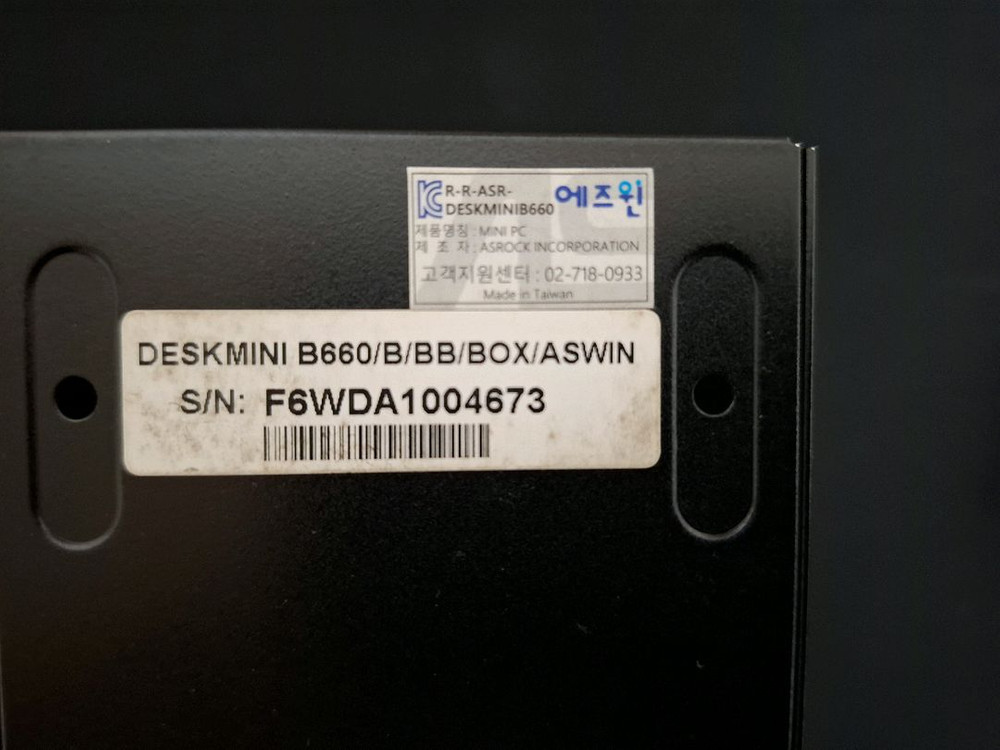 R-R-ASR-
DESKMINIB660
에즈윈
제품명칭 : MINI PC
제 조 자 : ASROCK INCORPORATION
고객지원센터 : 02-718-0933
Made in Taiwan
DESKMINI B660/B/BB/BOX/ASWIN
S/N: F6WDA1004673